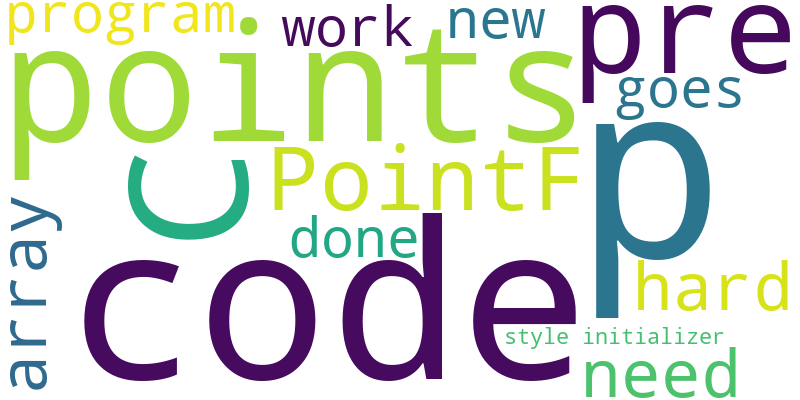 program
work
new
pre
points
goes
p
c
PointF
array
done
code
hard
style initializer
need